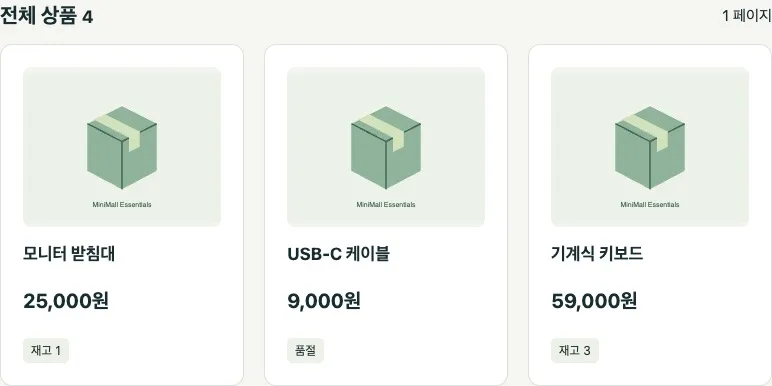 전체 상품 4
1 페이지
MiniMall Essentials
MiniMall Essentials
MiniMall Essentials
모니터 받침대
USB-C 케이블
기계식 키보드
25,000원
9,000원
59,000원
재고 1
품절
재고 3